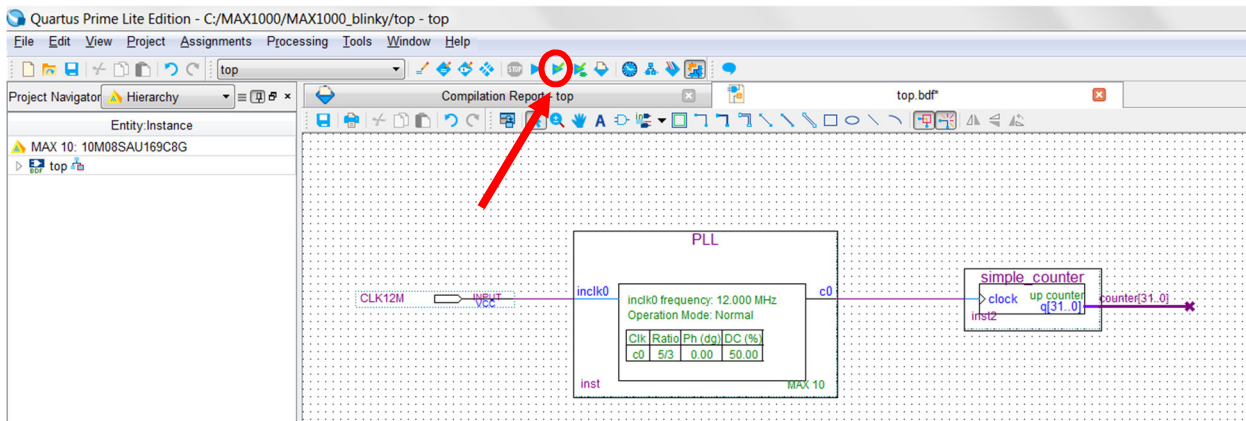 Quartus Prime Lite Edition - C:/MAX1000/MAX1000_blinky/top - top
File Edit View Project Assignments Processing Tools Window Help
top
STOP
Project Navigator Hierarchy
Compilation Report - top
top.bdf*
Entity:Instance
A
MAX 10: 10M08SAU169C8G
BDF top
PLL
simple_counter
CLK12M INPUT
VCC
inclk0
c0
inclk0 frequency: 12.000 MHz
Operation Mode: Normal
Clk Ratio Ph (dg) DC (%)
c0 5/3 0.00 50.00
inst
MAX 10
clock
up counter
q[31..0]
counter[31..0]
inst2